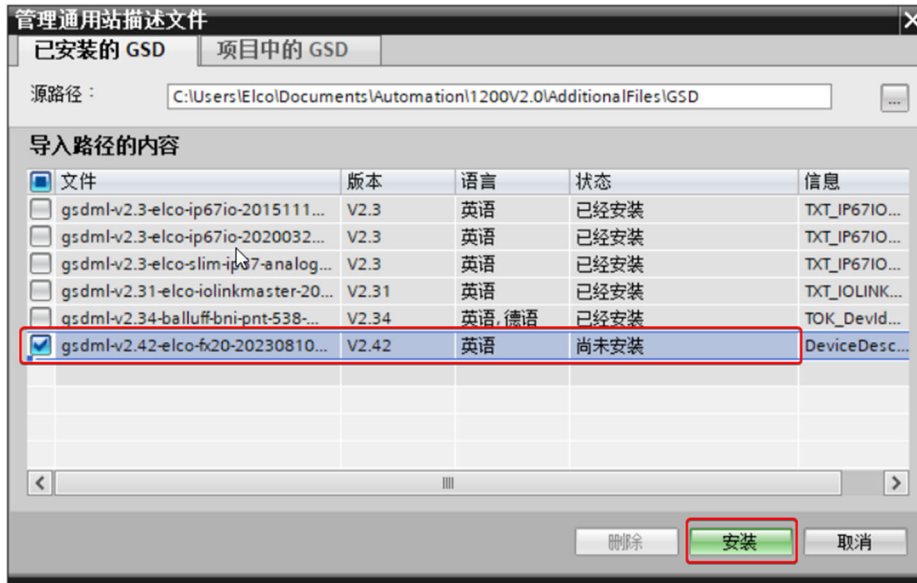 管理通用站描述文件
已安装的 GSD 项目中的 GSD
源路径： C:\Users\Elco\Documents\Automation\1200V2.0\AdditionalFiles\GSD ...
导入路径的内容
文件 版本 语言 状态 信息
gsdml-v2.3-elco-ip67io-2015111... V2.3 英语 已经安装 TXT_IP67IO...
gsdml-v2.3-elco-ip67io-2020032... V2.3 英语 已经安装 TXT_IP67IO...
gsdml-v2.3-elco-slim-ip67-analog... V2.3 英语 已经安装 TXT_IP67IO...
gsdml-v2.31-elco-iolinkmaster-20... V2.31 英语 已经安装 TXT_IOLINK...
gsdml-v2.34-balluff-bni-pnt-538-... V2.34 英语, 德语 已经安装 TOK_DevId...
gsdml-v2.42-elco-fx20-20230810... V2.42 英语 尚未安装 DeviceDesc...
删除 安装 取消